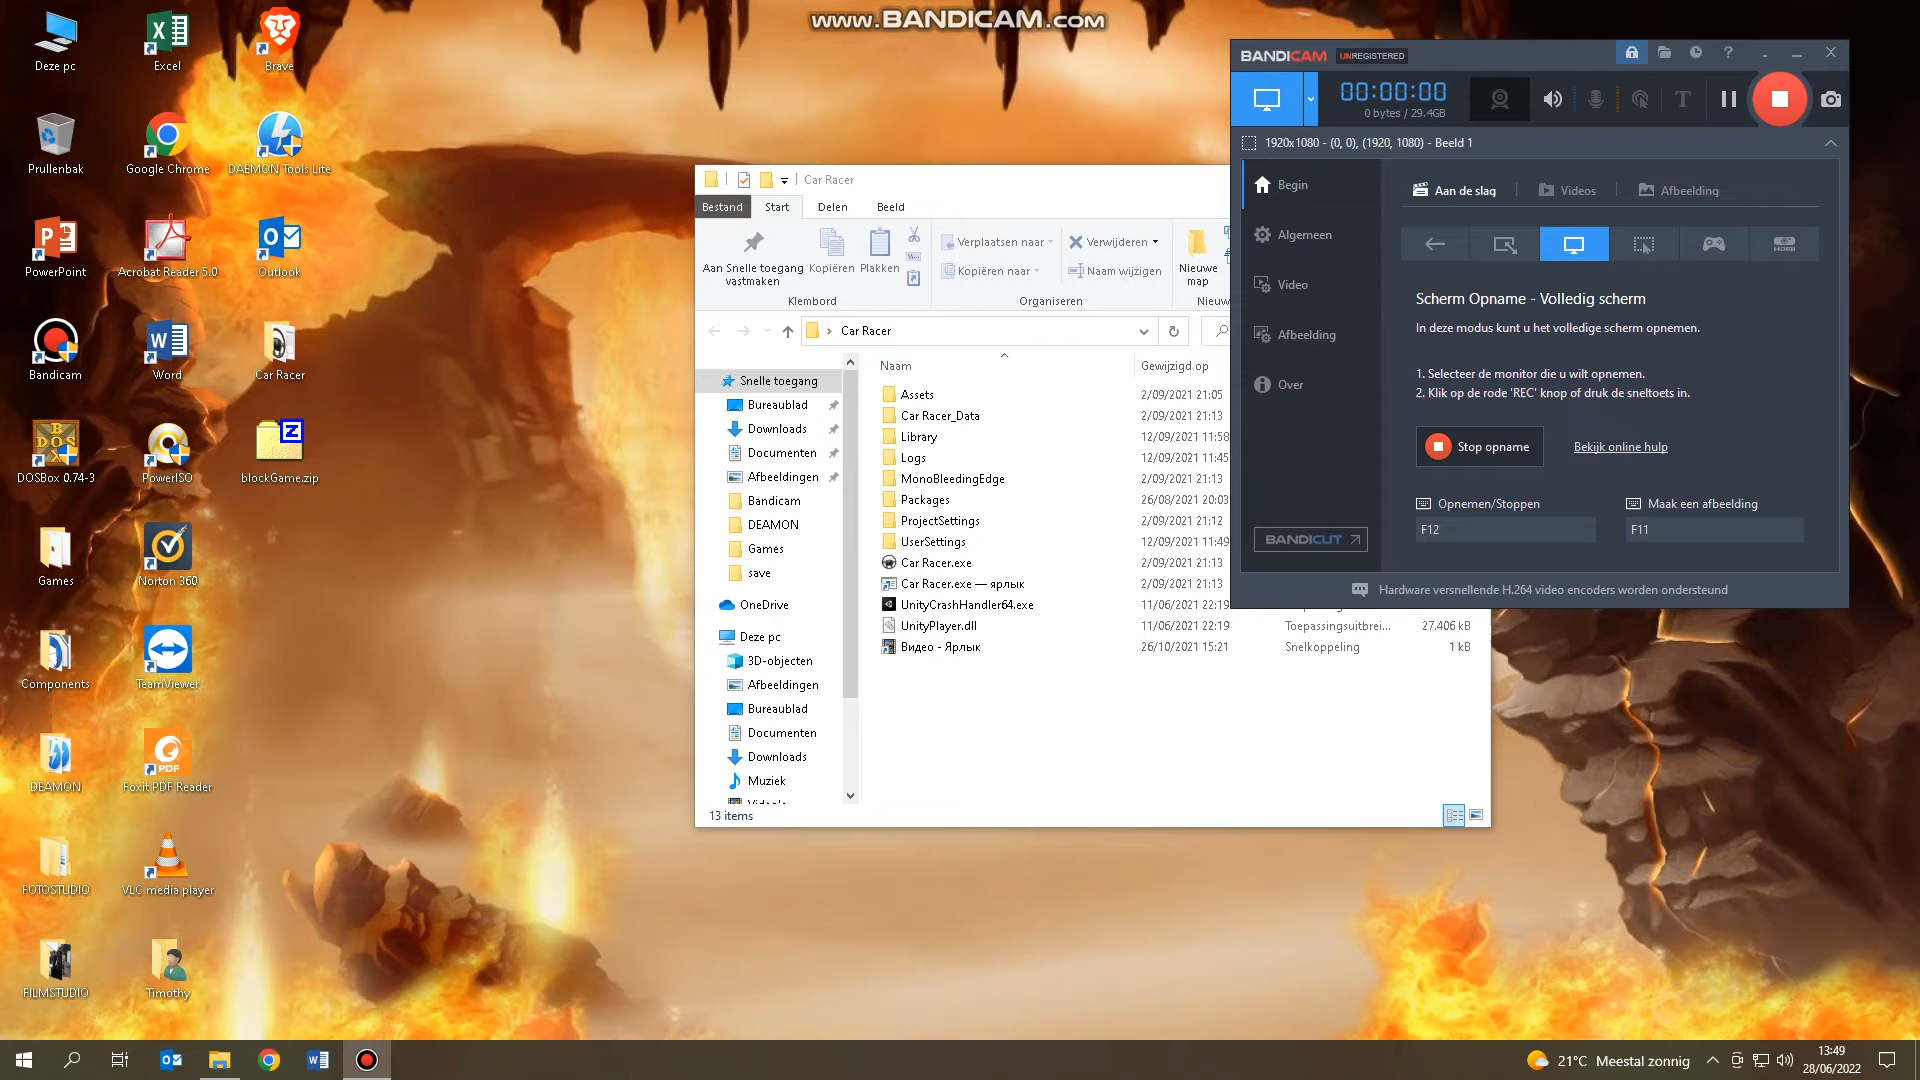 www.BANDICAM.com
Deze pc
Excel
Brave
Prullenbak
Google Chrome
DAEMON Tools Lite
PowerPoint
Acrobat Reader 5.0
Outlook
Bandicam
Word
Car Racer
DOSBox 0.74-3
PowerISO
blockGame.zip
Games
Norton 360
Components
TeamViewer
DEAMON
Foxit PDF Reader
FOTOSTUDIO
VLC media player
FILMSTUDIO
Timothy
Car Racer
Bestand
Start
Delen
Beeld
Aan Snelle toegang
vastmaken
Kopiëren
Plakken
Klembord
Verplaatsen naar
Kopiëren naar
Verwijderen
Naam wijzigen
Organiseren
Nieuwe
map
Nieuw
Car Racer
Snelle toegang
Bureaublad
Downloads
Documenten
Afbeeldingen
Bandicam
DEAMON
Games
save
OneDrive
Deze pc
3D-objecten
Afbeeldingen
Bureaublad
Documenten
Downloads
Muziek
Naam Gewijzigd op
Assets 2/09/2021 21:05
Car Racer_Data 2/09/2021 21:13
Library 12/09/2021 11:58
Logs 12/09/2021 11:45
MonoBleedingEdge 2/09/2021 21:13
Packages 26/08/2021 20:03
ProjectSettings 2/09/2021 21:12
UserSettings 12/09/2021 11:49
Car Racer.exe 2/09/2021 21:13
Car Racer.exe — ярлык 2/09/2021 21:13
UnityCrashHandler64.exe 11/06/2021 22:19
UnityPlayer.dll 11/06/2021 22:19 Toepassingsuitbrei... 27.406 kB
Видео - Ярлык 26/10/2021 15:21 Snelkoppeling 1 kB
13 items
BANDICAM UNREGISTERED
00:00:00
0 bytes / 29.4GB
1920x1080 - (0, 0), (1920, 1080) - Beeld 1
Begin
Algemeen
Video
Afbeelding
Over
BANDICUT
Aan de slag
Videos
Afbeelding
HDMI
Scherm Opname - Volledig scherm
In deze modus kunt u het volledige scherm opnemen.
1. Selecteer de monitor die u wilt opnemen.
2. Klik op de rode 'REC' knop of druk de sneltoets in.
Stop opname
Bekijk online hulp
Opnemen/Stoppen
F12
Maak een afbeelding
F11
Hardware versnellende H.264 video encoders worden ondersteund
21°C Meestal zonnig
13:49
28/06/2022